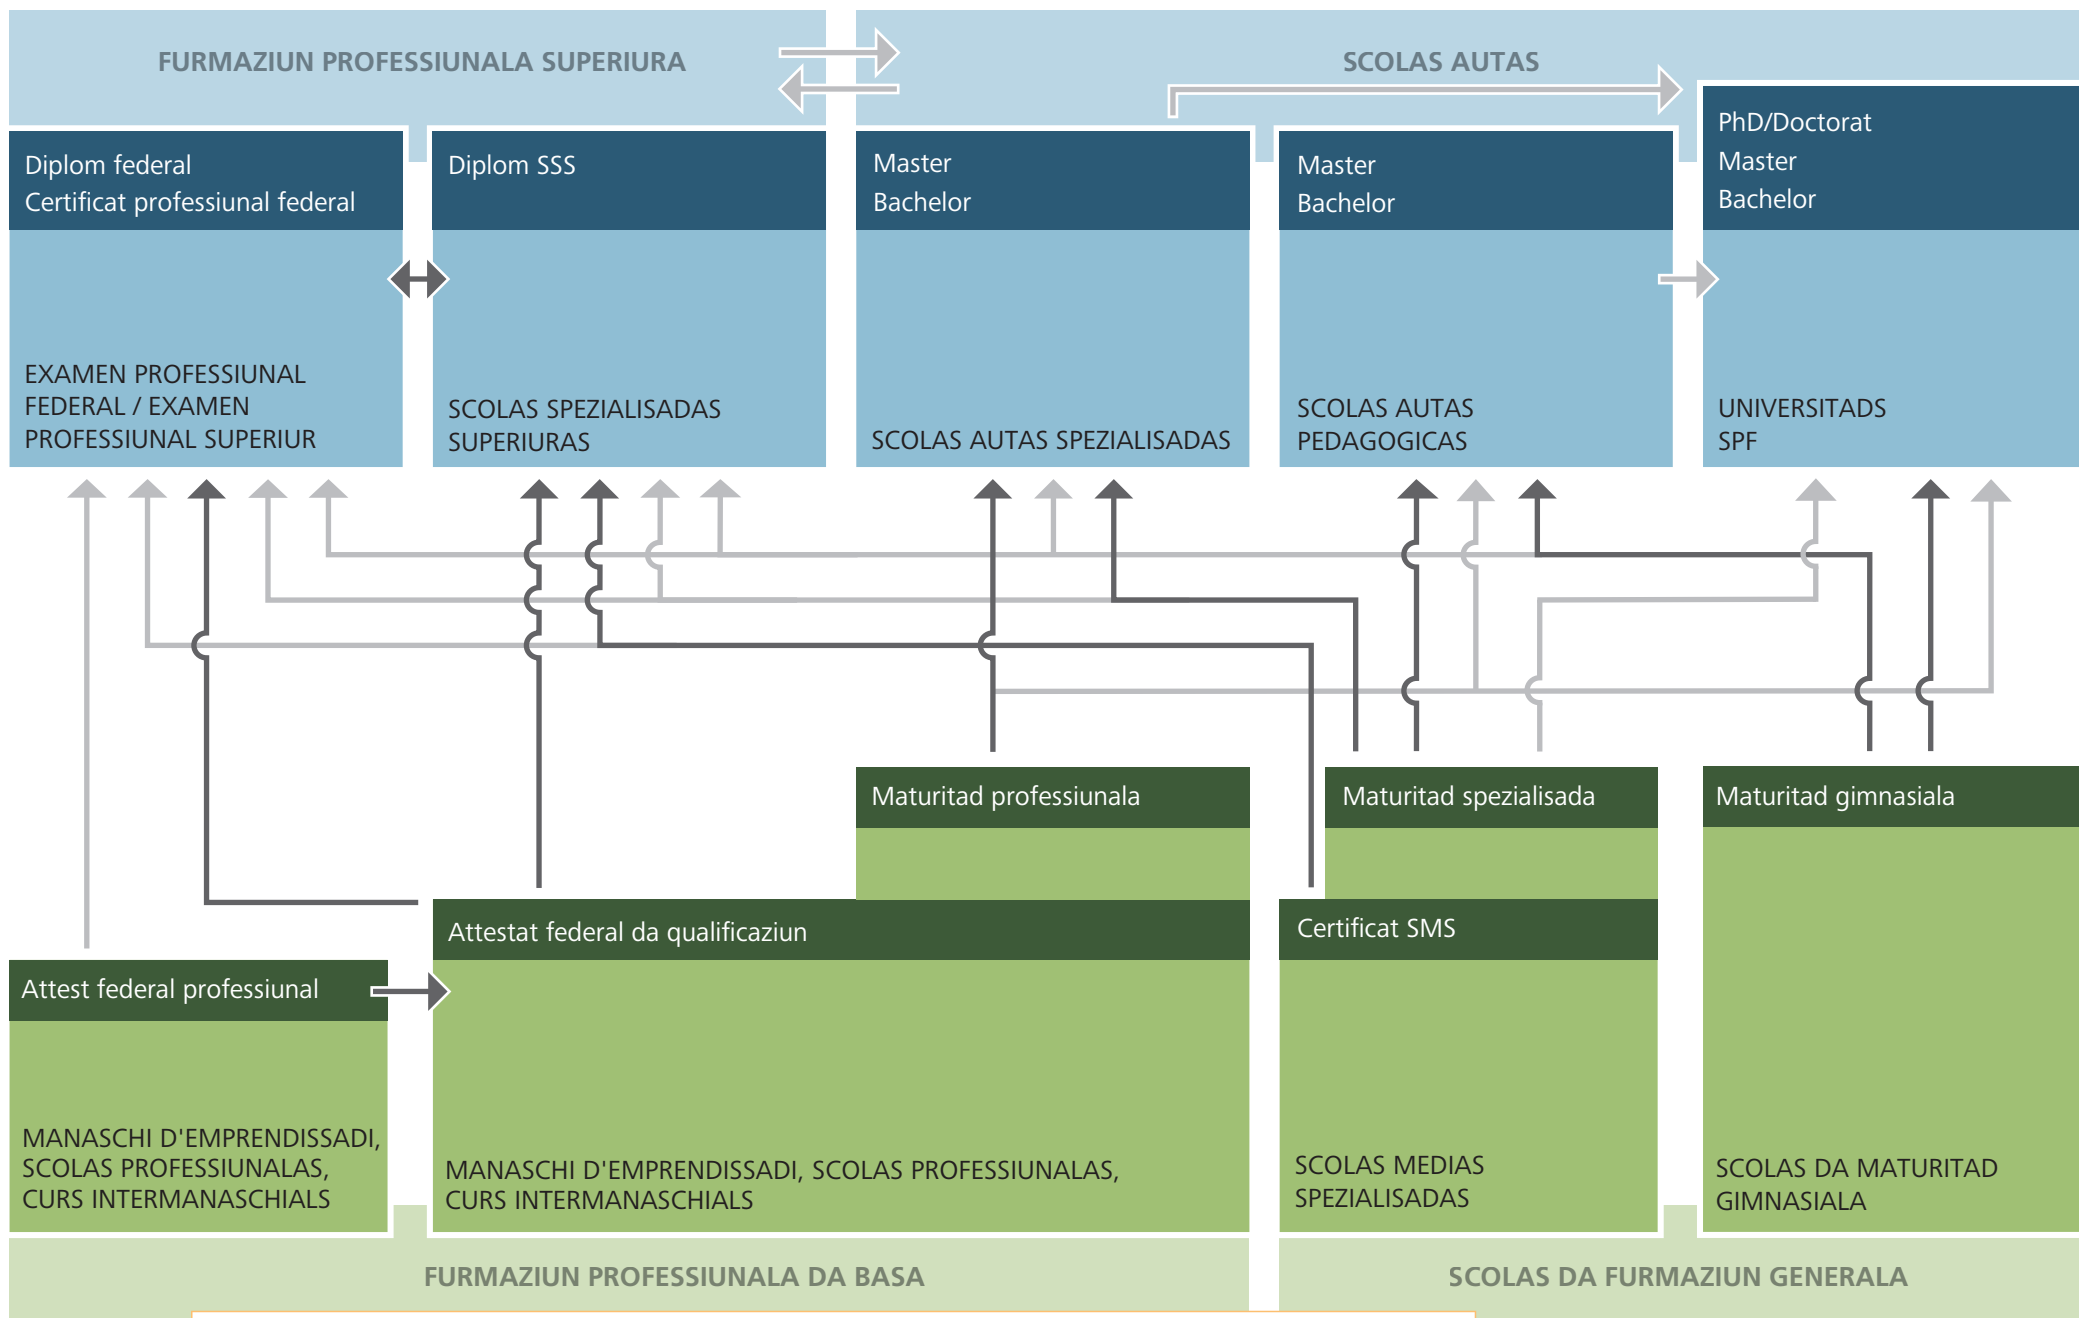 FURMAZIUN PROFESSIUNALA SUPERIURA
SCOLAS AUTAS
Diplom federal
Certificat professiunal federal
EXAMEN PROFESSIUNAL
FEDERAL / EXAMEN
PROFESSIUNAL SUPERIUR
Diplom SSS
SCOLAS SPEZIALISADAS
SUPERIURAS
Master
Bachelor
SCOLAS AUTAS SPEZIALISADAS
Master
Bachelor
SCOLAS AUTAS
PEDAGOGICAS
PhD/Doctorat
Master
Bachelor
UNIVERSITADS
SPF
Maturitad professiunala
Maturitad spezialisada
Maturitad gimnasiala
Attestat federal da qualificaziun
Certificat SMS
Attest federal professiunal
MANASCHI D'EMPRENDISSADI,
SCOLAS PROFESSIUNALAS,
CURS INTERMANASCHIALS
MANASCHI D'EMPRENDISSADI, SCOLAS PROFESSIUNALAS,
CURS INTERMANASCHIALS
SCOLAS MEDIAS
SPEZIALISADAS
SCOLAS DA MATURITAD
GIMNASIALA
FURMAZIUN PROFESSIUNALA DA BASA
SCOLAS DA FURMAZIUN GENERALA